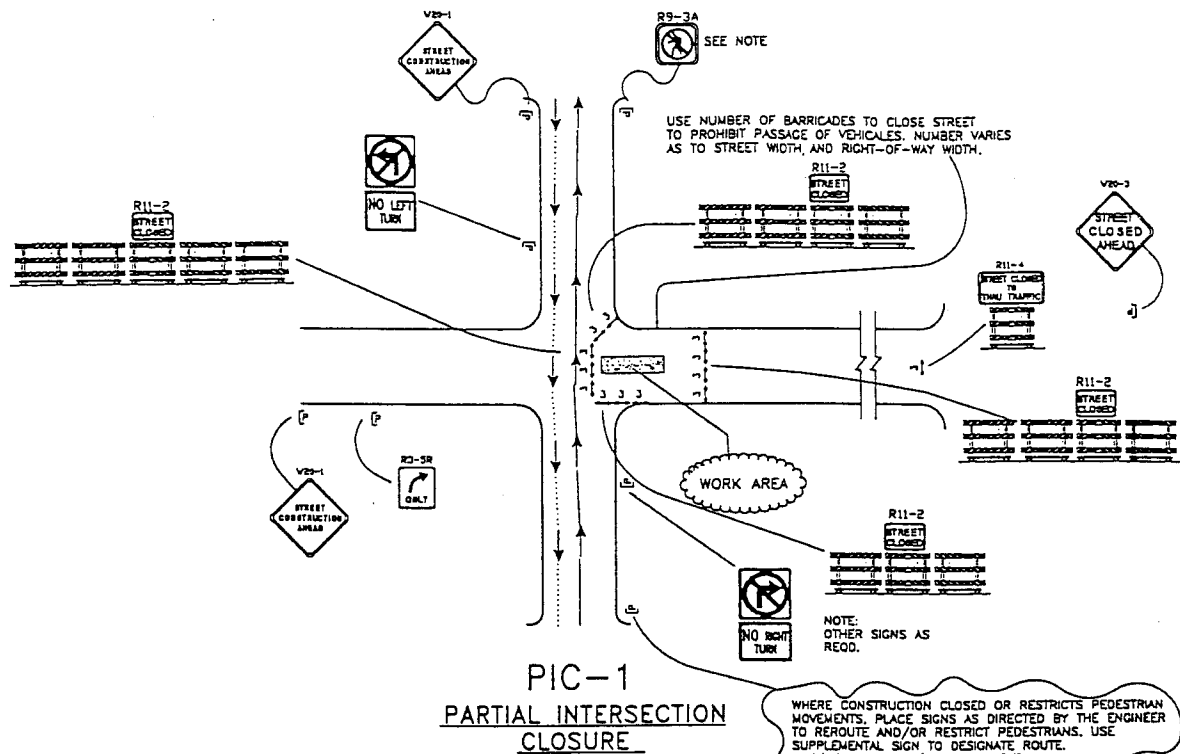 W20-1
STREET
CONSTRUCTION
AHEAD
R9-3A
SEE NOTE
USE NUMBER OF BARRICADES TO CLOSE STREET
TO PROHIBIT PASSAGE OF VEHICALES. NUMBER VARIES
AS TO STREET WIDTH, AND RIGHT-OF-WAY WIDTH.
NO LEFT
TURN
R11-2
STREET
CLOSED
R11-2
STREET
CLOSED
W20-3
STREET
CLOSED
AHEAD
R11-4
STREET CLOSED
TO
THRU TRAFFIC
R11-2
STREET
CLOSED
W20-1
STREET
CONSTRUCTION
AHEAD
R3-5R
ONLY
WORK AREA
R11-2
STREET
CLOSED
NO RIGHT
TURN
NOTE:
OTHER SIGNS AS
REQD.
PIC-1
PARTIAL INTERSECTION
CLOSURE
WHERE CONSTRUCTION CLOSED OR RESTRICTS PEDESTRIAN
MOVEMENTS, PLACE SIGNS AS DIRECTED BY THE ENGINEER
TO REROUTE AND/OR RESTRICT PEDESTRIANS. USE
SUPPLEMENTAL SIGN TO DESIGNATE ROUTE.